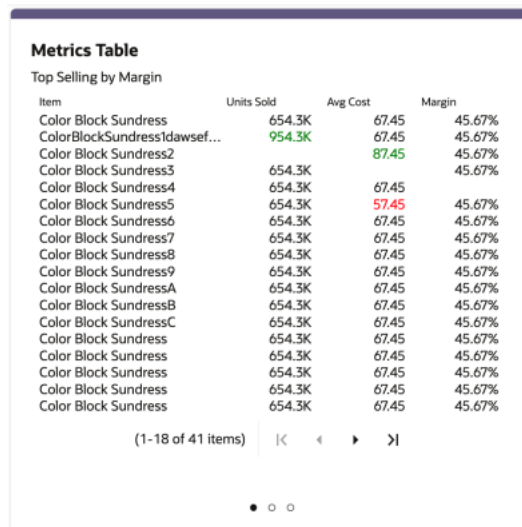 Metrics Table
Top Selling by Margin
Item Units Sold Avg Cost Margin
Color Block Sundress 654.3K 67.45 45.67%
ColorBlockSundress1dawsef... 954.3K 67.45 45.67%
Color Block Sundress2 87.45 45.67%
Color Block Sundress3 654.3K 45.67%
Color Block Sundress4 654.3K 67.45
Color Block Sundress5 654.3K 57.45 45.67%
Color Block Sundress6 654.3K 67.45 45.67%
Color Block Sundress7 654.3K 67.45 45.67%
Color Block Sundress8 654.3K 67.45 45.67%
Color Block Sundress9 654.3K 67.45 45.67%
Color Block SundressA 654.3K 67.45 45.67%
Color Block SundressB 654.3K 67.45 45.67%
Color Block SundressC 654.3K 67.45 45.67%
Color Block Sundress 654.3K 67.45 45.67%
Color Block Sundress 654.3K 67.45 45.67%
Color Block Sundress 654.3K 67.45 45.67%
Color Block Sundress 654.3K 67.45 45.67%
Color Block Sundress 654.3K 67.45 45.67%
(1-18 of 41 items)